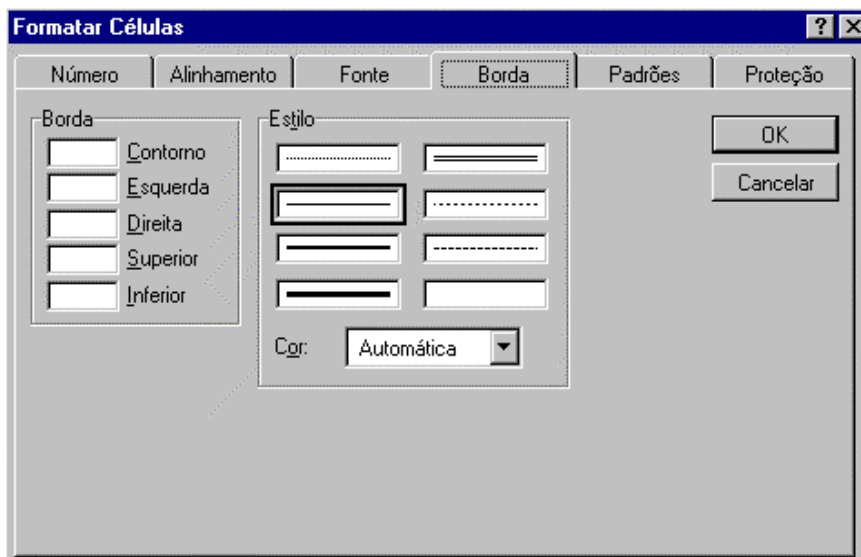 Formatar Células
Número Alinhamento Fonte Borda Padrões Proteção
Borda
Contorno
Esquerda
Direita
Superior
Inferior
Estilo
Cor: Automática
OK
Cancelar